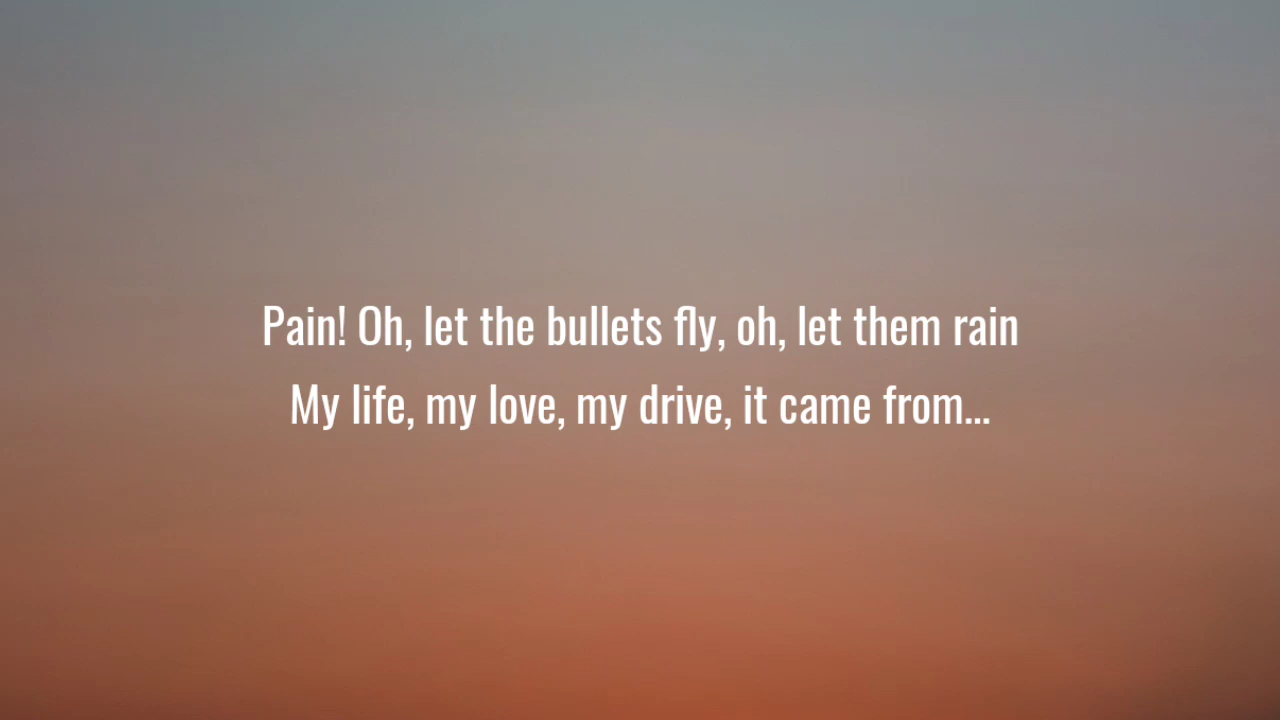 Pain! Oh, let the bullets fly, oh, let them rain
My life, my love, my drive, it came from...